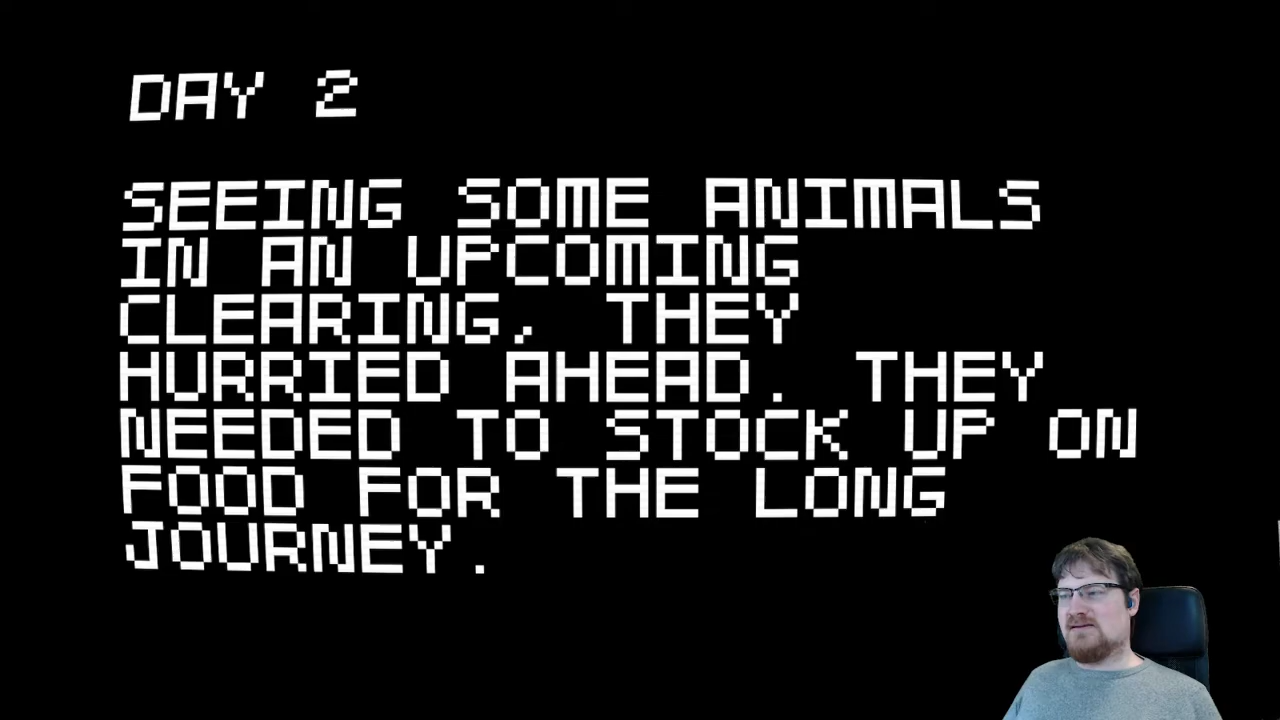 DAY 2
SEEING SOME ANIMALS
IN AN UPCOMING
CLEARING, THEY
HURRIED AHEAD. THEY
NEEDED TO STOCK UP ON
FOOD FOR THE LONG
JOURNEY.